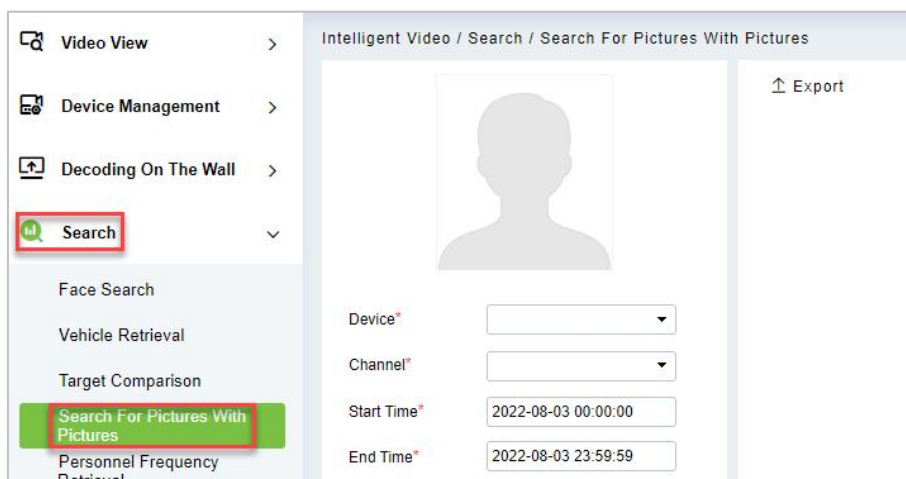 Video View
Device Management
Decoding On The Wall
Search
Face Search
Vehicle Retrieval
Target Comparison
Search For Pictures With
Pictures
Personnel Frequency
Retrieval
Intelligent Video / Search / Search For Pictures With Pictures
Device*
Channel*
Start Time* 2022-08-03 00:00:00
End Time* 2022-08-03 23:59:59
Export